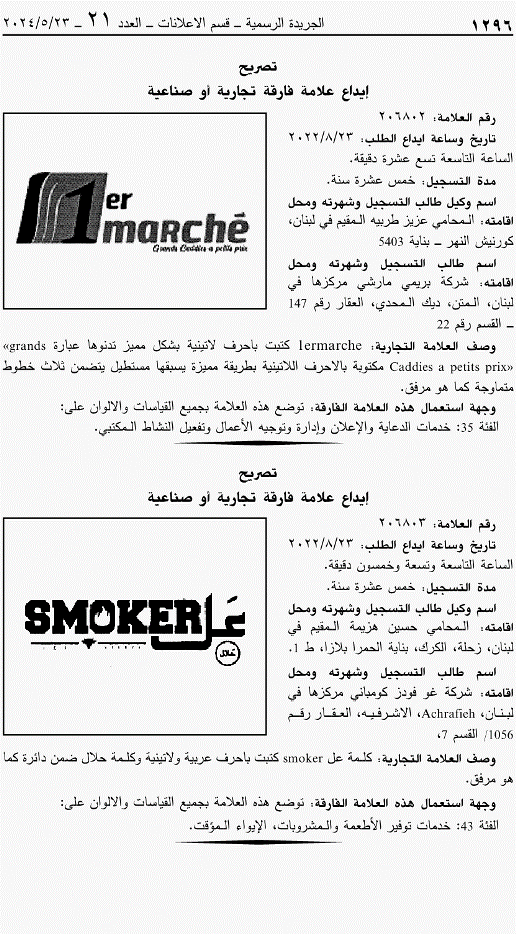 ١٢٩٦ الجريدة الرسمية ـ قسم الاعلانات ـ العدد ٢١ ـ ٢٠٢٤/٥/٢٣
تصريح
إيداع علامة فارقة تجارية أو صناعية
رقم العلامة: ٢٠٦٨٠٢
تاريخ وساعة ايداع الطلب: ٢٠٢٢/٨/٢٣
الساعة التاسعة تسع عشرة دقيقة.
مدة التسجيل: خمس عشرة سنة.
اسم وكيل طالب التسجيل وشهرته ومحل
اقامته: المحامي عزيز طربيه المقيم في لبنان،
كورنيش النهر ــ بناية 5403
اسم طالب التسجيل وشهرته ومحل
اقامته: شركة بريمي مارشي مركزها في
لبنان، المتن، ديك المحدي، العقار رقم 147
ــ القسم رقم 22
1er
marché
Grands Caddies a petits prix
وصف العلامة التجارية: 1ermarche كتبت باحرف لاتينية بشكل مميز تدنوها عبارة «grands
Caddies a petits prix» مكتوبة بالاحرف اللاتينية بطريقة مميزة يسبقها مستطيل يتضمن ثلاث خطوط
متماوجة كما هو مرفق.
وجهة استعمال هذه العلامة الفارقة: توضع هذه العلامة بجميع القياسات والالوان على:
الفئة 35: خدمات الدعاية والإعلان وإدارة وتوجيه الأعمال وتفعيل النشاط المكتبي.
تصريح
إيداع علامة فارقة تجارية أو صناعية
رقم العلامة: ٢٠٦٨٠٣
تاريخ وساعة ايداع الطلب: ٢٠٢٢/٨/٢٣
الساعة التاسعة وتسعة وخمسون دقيقة.
مدة التسجيل: خمس عشرة سنة.
اسم وكيل طالب التسجيل وشهرته ومحل
اقامته: المحامي حسين هزيمة المقيم في
لبنان، زحلة، الكرك، بناية الحمرا بلازا، ط 1.
اسم طالب التسجيل وشهرته ومحل
اقامته: شركة غو فودز كومباني مركزها في
لبنان، Achrafieh، الاشرفيه، العقار رقم
1056/ القسم 7،
SMOKER عل
حلال
وصف العلامة التجارية: كلمة عل smoker كتبت باحرف عربية ولاتينية وكلمة حلال ضمن دائرة كما
هو مرفق.
وجهة استعمال هذه العلامة الفارقة: توضع هذه العلامة بجميع القياسات والالوان على:
الفئة 43: خدمات توفير الأطعمة والمشروبات، الإيواء المؤقت.